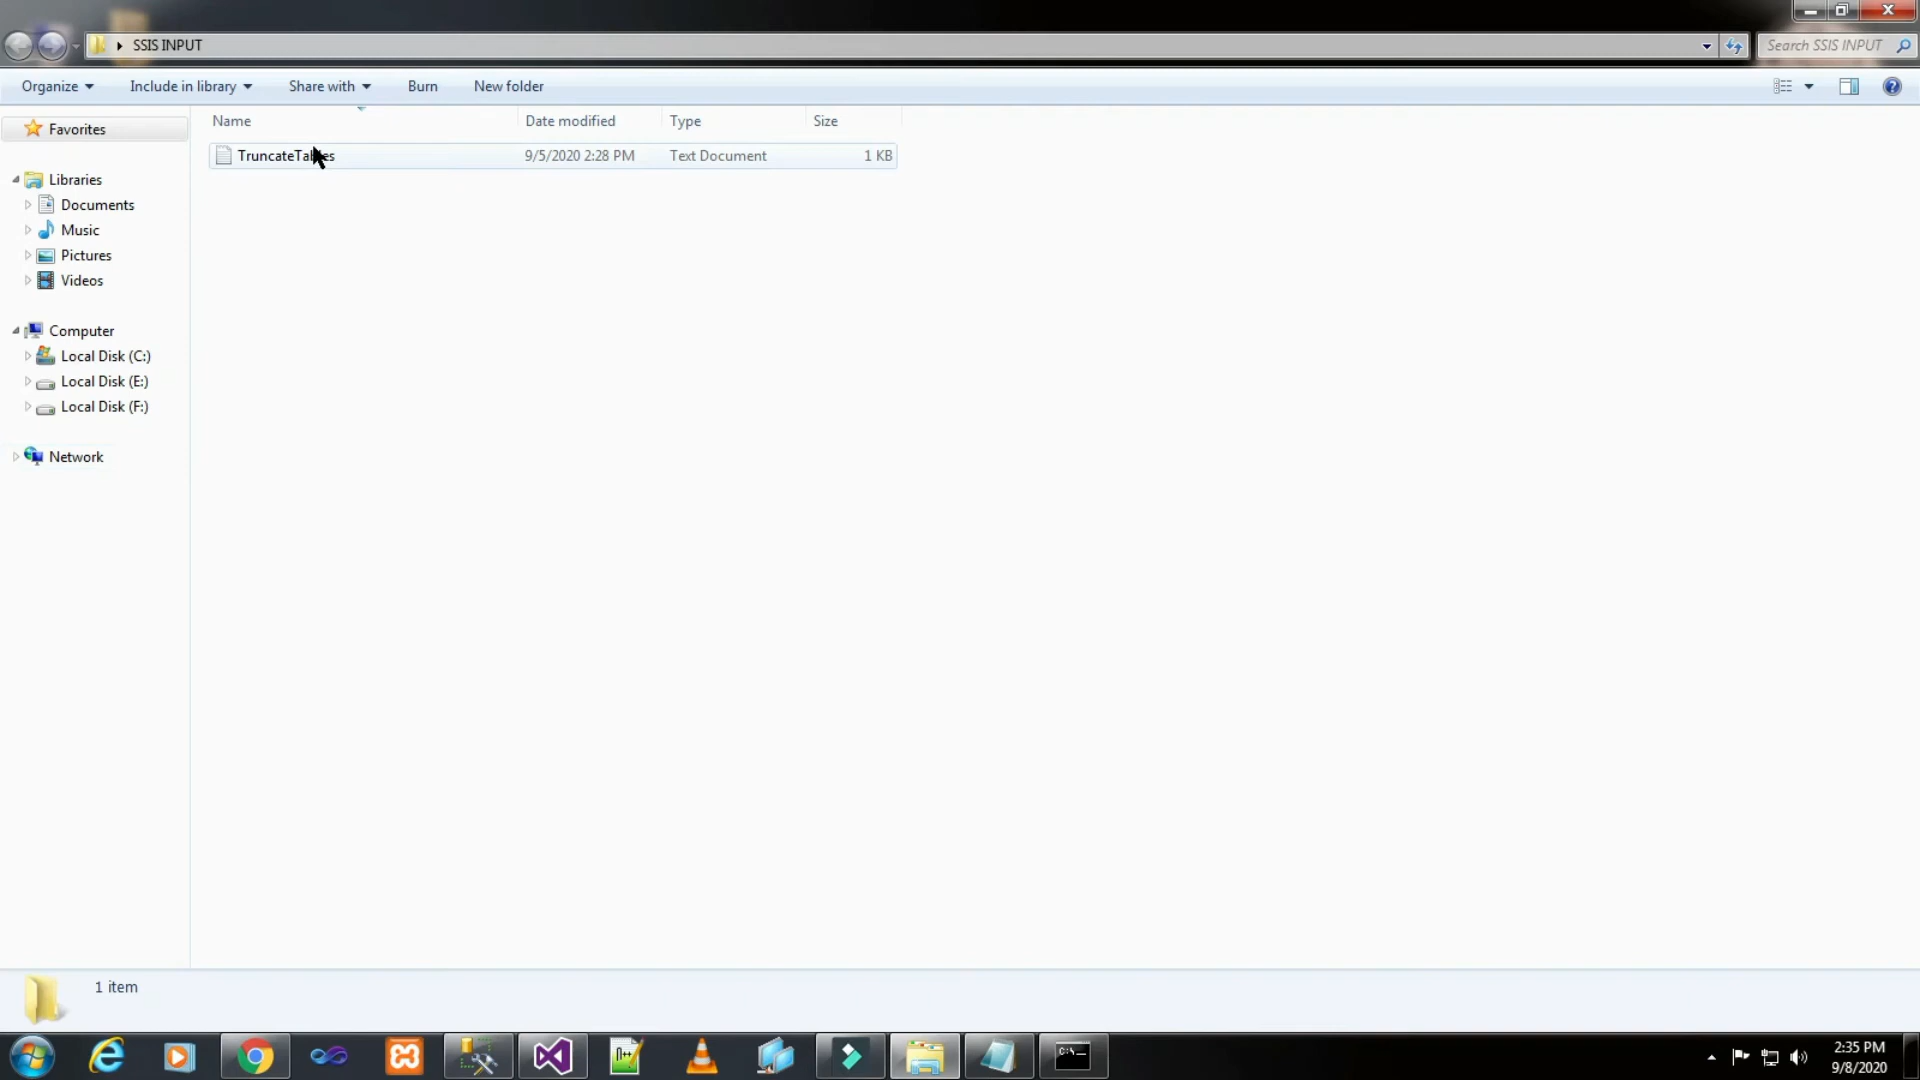 SSIS INPUT
Search SSIS INPUT
Organize
Include in library
Share with
Burn
New folder
Name
Date modified
Type
Size
TruncateTables
9/5/2020 2:28 PM
Text Document
1 KB
Favorites
Libraries
Documents
Music
Pictures
Videos
Computer
Local Disk (C:)
Local Disk (E:)
Local Disk (F:)
Network
1 item
2:35 PM
9/8/2020